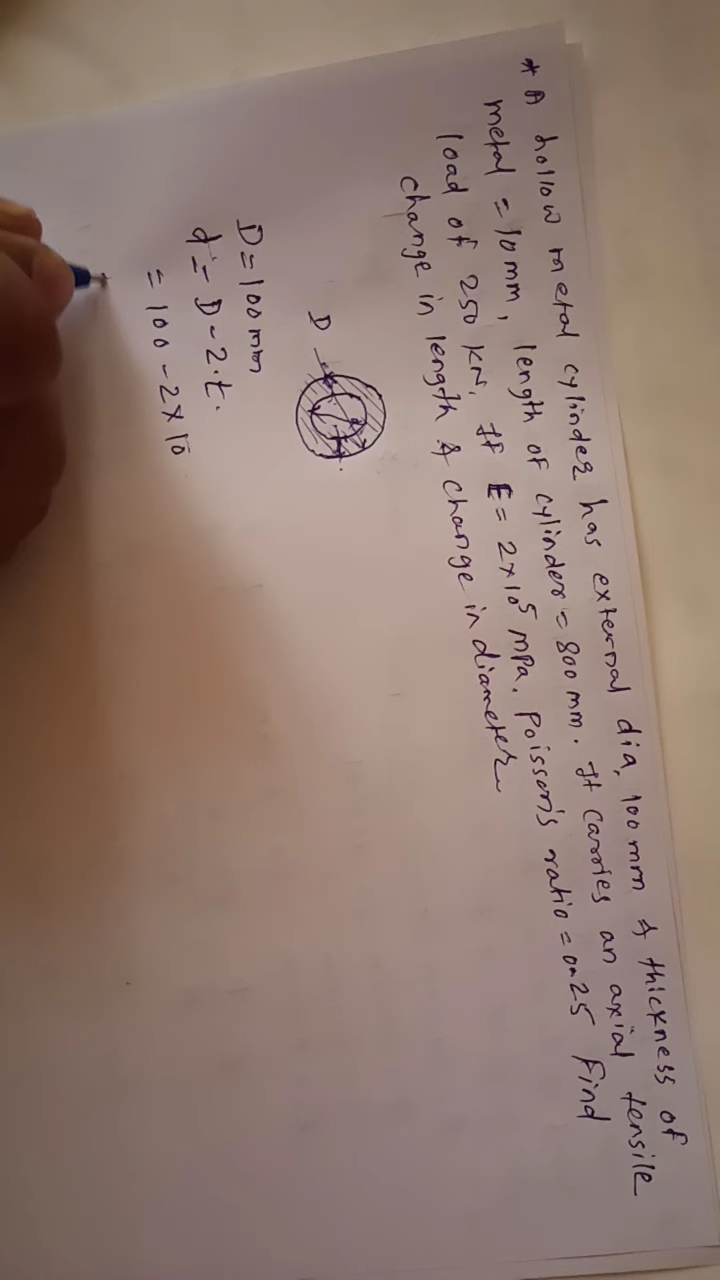 * A hollow metal cylinder has external dia, 100 mm & thickness of
metal = 10 mm, length of cylinder = 800 mm. It carries an axial tensile
load of 250 KN. If E = 2×10⁵ mPa. Poisson's ratio = 0.25 Find
change in length & change in diameter
D
D = 100 mm
d = D - 2.t.
= 100 - 2×10